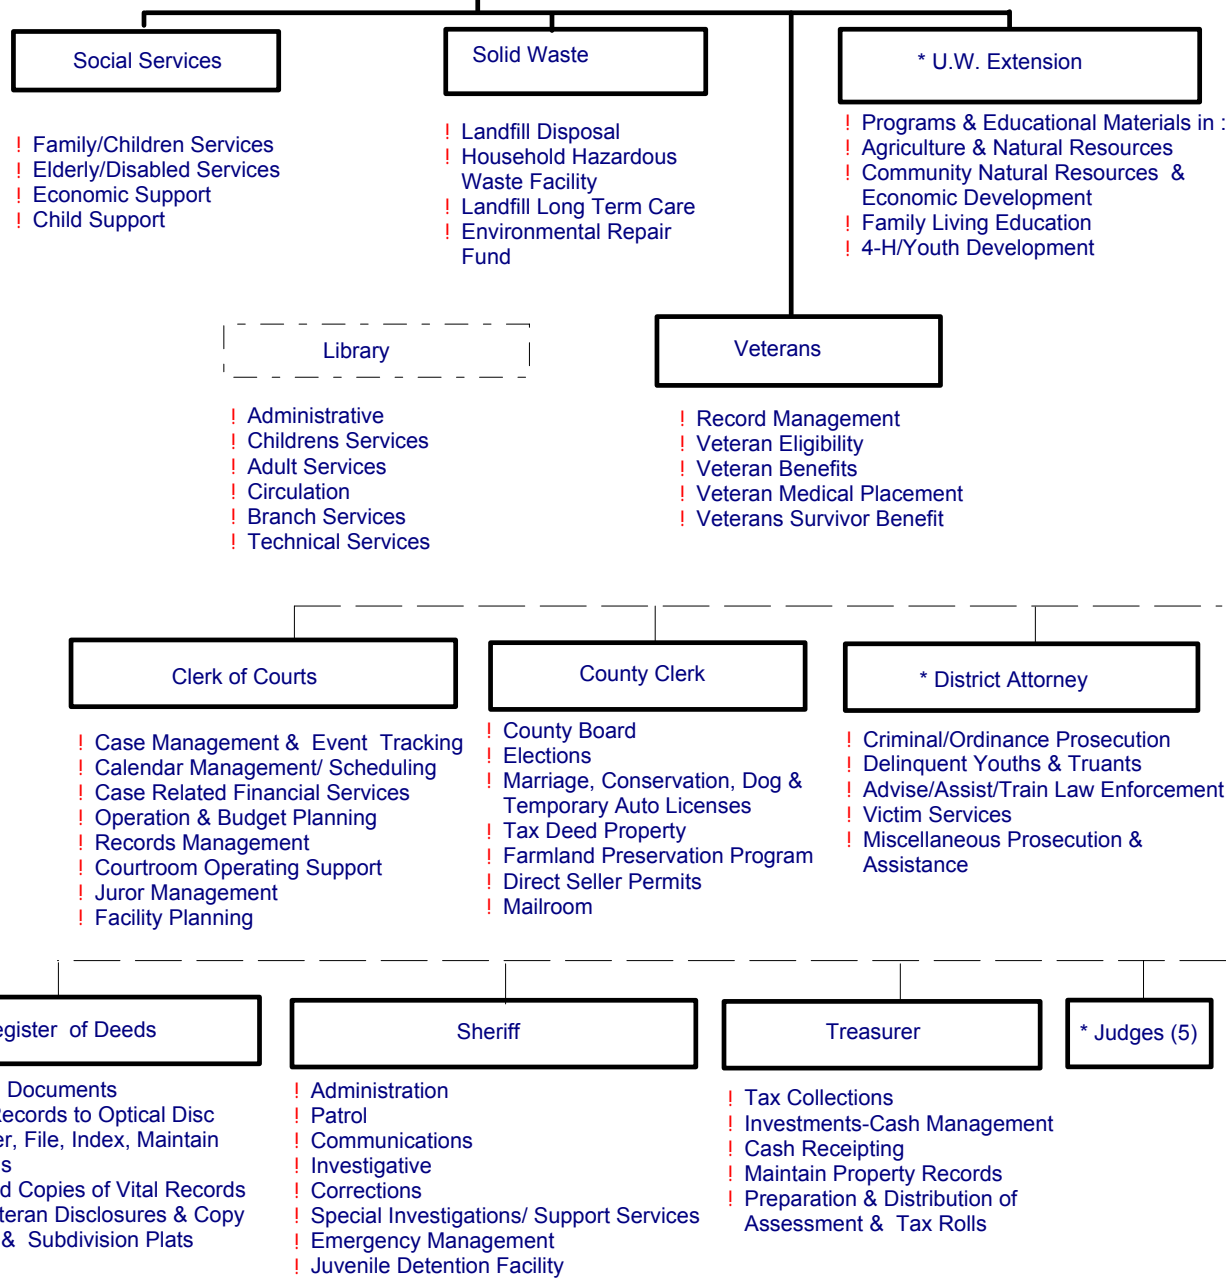 Social Services
Solid Waste
* U.W. Extension
! Family/Children Services
! Elderly/Disabled Services
! Economic Support
! Child Support
! Landfill Disposal
! Household Hazardous
Waste Facility
! Landfill Long Term Care
! Environmental Repair
Fund
! Programs & Educational Materials in :
! Agriculture & Natural Resources
! Community Natural Resources &
Economic Development
! Family Living Education
! 4-H/Youth Development
Library
Veterans
! Administrative
! Childrens Services
! Adult Services
! Circulation
! Branch Services
! Technical Services
! Record Management
! Veteran Eligibility
! Veteran Benefits
! Veteran Medical Placement
! Veterans Survivor Benefit
Clerk of Courts
County Clerk
* District Attorney
! Case Management & Event Tracking
! Calendar Management/ Scheduling
! Case Related Financial Services
! Operation & Budget Planning
! Records Management
! Courtroom Operating Support
! Juror Management
! Facility Planning
! County Board
! Elections
! Marriage, Conservation, Dog &
Temporary Auto Licenses
! Tax Deed Property
! Farmland Preservation Program
! Direct Seller Permits
! Mailroom
! Criminal/Ordinance Prosecution
! Delinquent Youths & Truants
! Advise/Assist/Train Law Enforcement
! Victim Services
! Miscellaneous Prosecution &
Assistance
egister of Deeds
Sheriff
Treasurer
* Judges (5)
Documents
Records to Optical Disc
er, File, Index, Maintain
s
d Copies of Vital Records
teran Disclosures & Copy
& Subdivision Plats
! Administration
! Patrol
! Communications
! Investigative
! Corrections
! Special Investigations/ Support Services
! Emergency Management
! Juvenile Detention Facility
! Tax Collections
! Investments-Cash Management
! Cash Receipting
! Maintain Property Records
! Preparation & Distribution of
Assessment & Tax Rolls